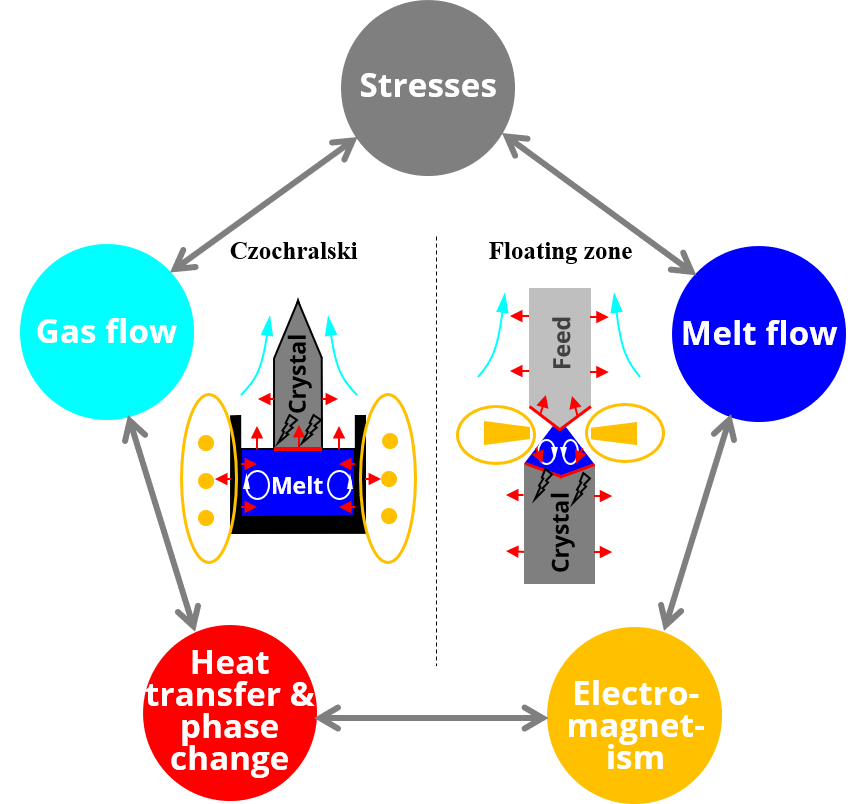 Stresses
Czochralski
Floating zone
Gas flow
Melt flow
Crystal
Feed
Melt
Crystal
Heat
transfer &
phase
change
Electro-
magnet-
ism